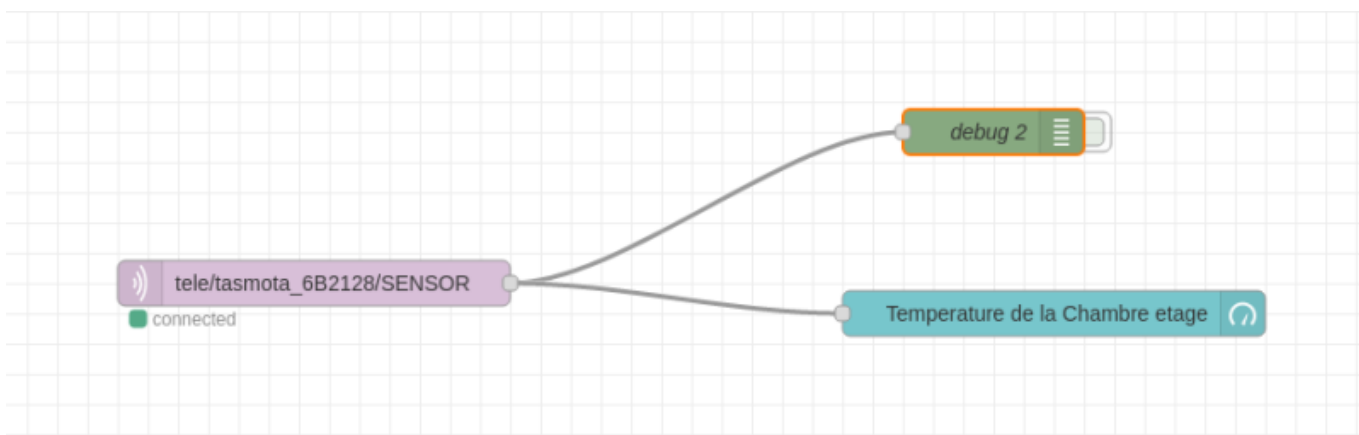 debug 2
tele/tasmota_6B2128/SENSOR
connected
Temperature de la Chambre etage